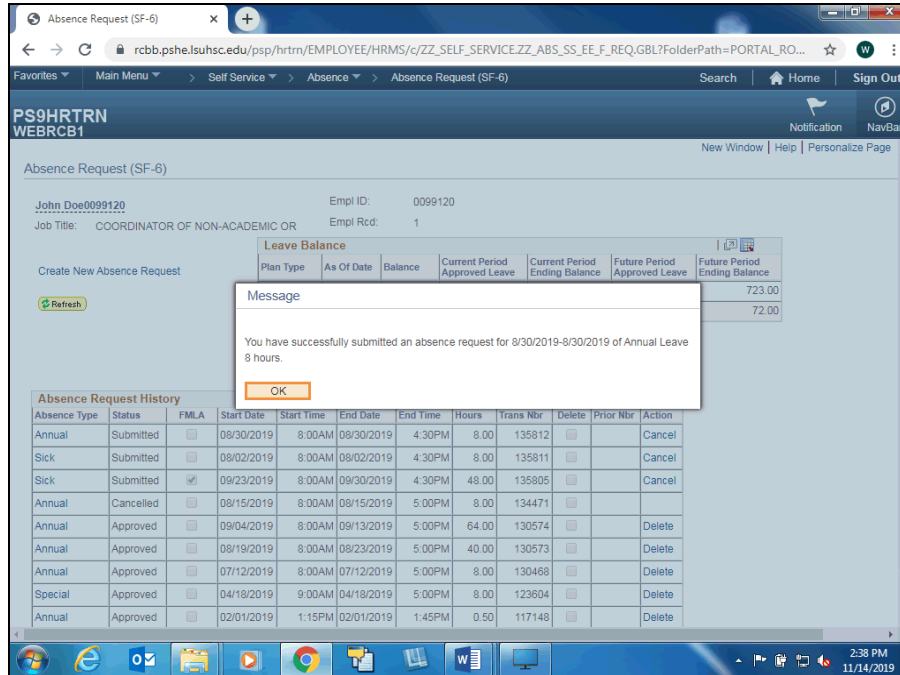 Absence Request (SF-6)
rcbb.pshe.lsuhsc.edu/psp/hrtrn/EMPLOYEE/HRMS/c/ZZ_SELF_SERVICE.ZZ_ABS_SS_EE_F_REQ.GBL?FolderPath=PORTAL_RO... W
Favorites Main Menu > Self Service > Absence > Absence Request (SF-6) Search Home Sign Out
PS9HRTRN
WEBRCB1
Notification NavBa
New Window | Help | Personalize Page
Absence Request (SF-6)
John Doe0099120 Empl ID: 0099120
Job Title: COORDINATOR OF NON-ACADEMIC OR Empl Rcd: 1
Leave Balance
Create New Absence Request
Plan Type As Of Date Balance Current Period Approved Leave Current Period Ending Balance Future Period Approved Leave Future Period Ending Balance
723.00
Refresh
72.00
Message
You have successfully submitted an absence request for 8/30/2019-8/30/2019 of Annual Leave
8 hours.
OK
Absence Request History
Absence Type Status FMLA Start Date Start Time End Date End Time Hours Trans Nbr Delete Prior Nbr Action
Annual Submitted 08/30/2019 8:00AM 08/30/2019 4:30PM 8.00 135812 Cancel
Sick Submitted 08/02/2019 8:00AM 08/02/2019 4:30PM 8.00 135811 Cancel
Sick Submitted 09/23/2019 8:00AM 09/30/2019 4:30PM 48.00 135805 Cancel
Annual Cancelled 08/15/2019 8:00AM 08/15/2019 5:00PM 8.00 134471
Annual Approved 09/04/2019 8:00AM 09/13/2019 5:00PM 64.00 130574 Delete
Annual Approved 08/19/2019 8:00AM 08/23/2019 5:00PM 40.00 130573 Delete
Annual Approved 07/12/2019 8:00AM 07/12/2019 5:00PM 8.00 130468 Delete
Special Approved 04/18/2019 9:00AM 04/18/2019 5:00PM 8.00 123604 Delete
Annual Approved 02/01/2019 1:15PM 02/01/2019 1:45PM 0.50 117148 Delete
2:38 PM
11/14/2019